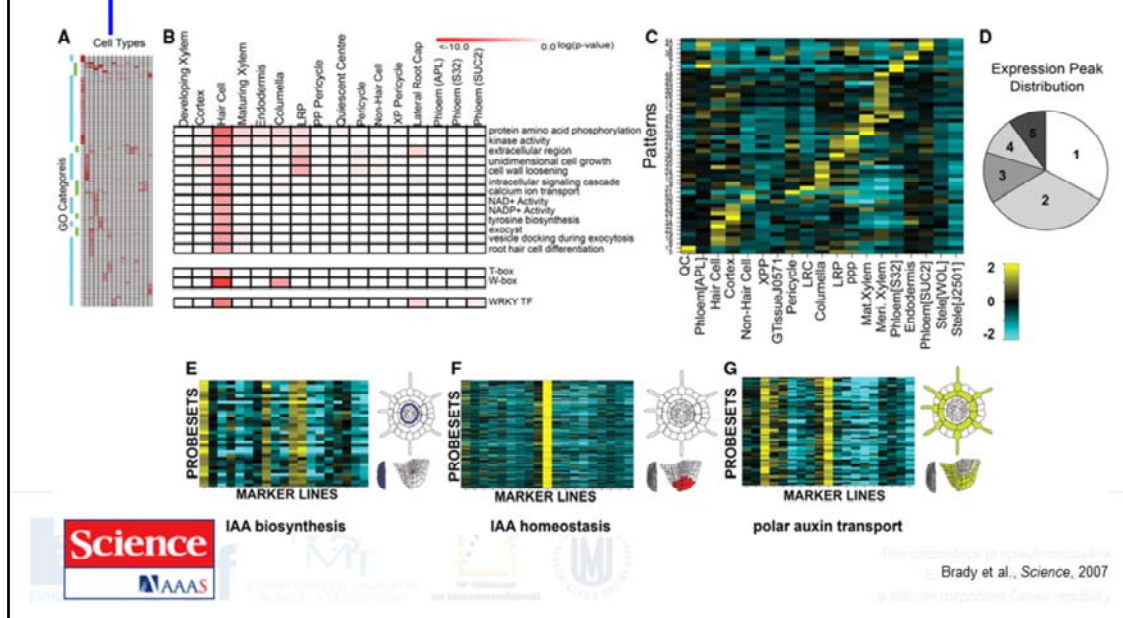 A
Cell Types
GO Categoreis
B
<-10.0
0.0 log(p-value)
Developing Xylem
Cortex
Hair Cell
Maturing Xylem
Endodermis
Columella
LRP
PP Pericycle
Quiescent Centre
Pericycle
Non-Hair Cell
XP Pericycle
Lateral Root Cap
Phloem (APL)
Phloem (S32)
Phloem (SUC2)
protein amino acid phosphorylation
kinase activity
extracellular region
unidimensional cell growth
cell wall loosening
intracellular signaling cascade
calcium ion transport
NAD+ Activity
NADP+ Activity
tyrosine biosynthesis
exocyst
vesicle docking during exocytosis
root hair cell differentiation
T-box
W-box
WRKY TF
C
Patterns
QC
Phloem[APL]
Hair Cell
Cortex
Non-Hair Cell
XPP
GTissueJ0571
Pericycle
LRC
Columella
LRP
ppp
Mat.Xylem
Meri. Xylem
Phloem[S32]
Endodermis
Phloem[SUC2]
Stele[WOL]
Stele[J2501]
D
Expression Peak
Distribution
1
2
3
4
5
2
0
-2
E
PROBESETS
MARKER LINES
IAA biosynthesis
F
PROBESETS
MARKER LINES
IAA homeostasis
G
PROBESETS
MARKER LINES
polar auxin transport
Science
AAAS
Brady et al., Science, 2007